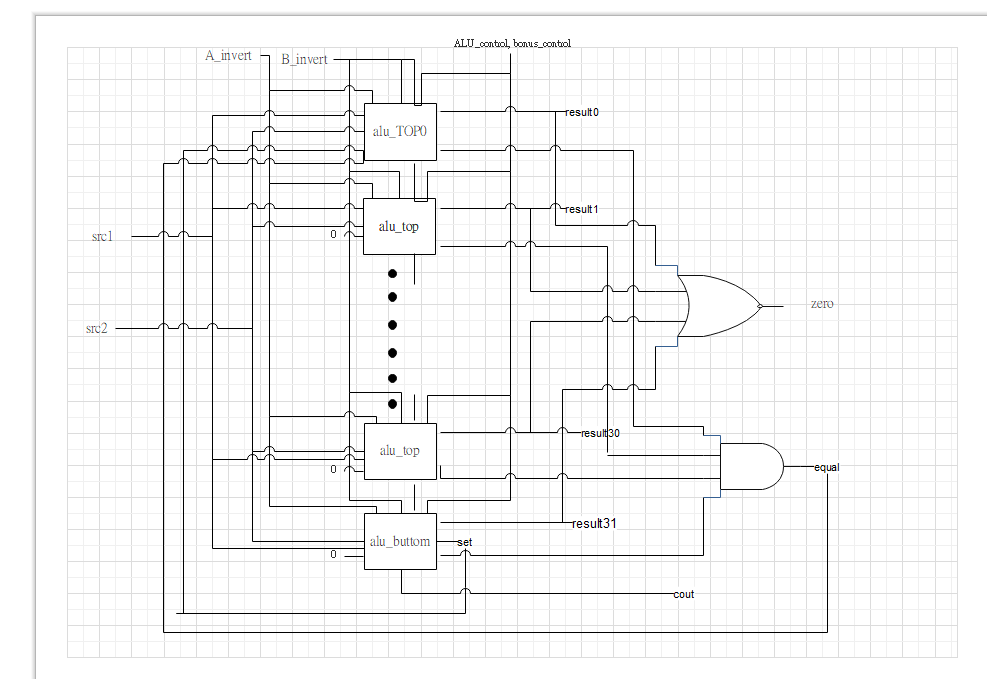 ALU_control, bonus_control
A_invert
B_invert
result0
alu_TOP0
result1
alu_top
src1
0
zero
src2
result30
alu_top
0
equal
result31
alu_buttom
set
0
cout